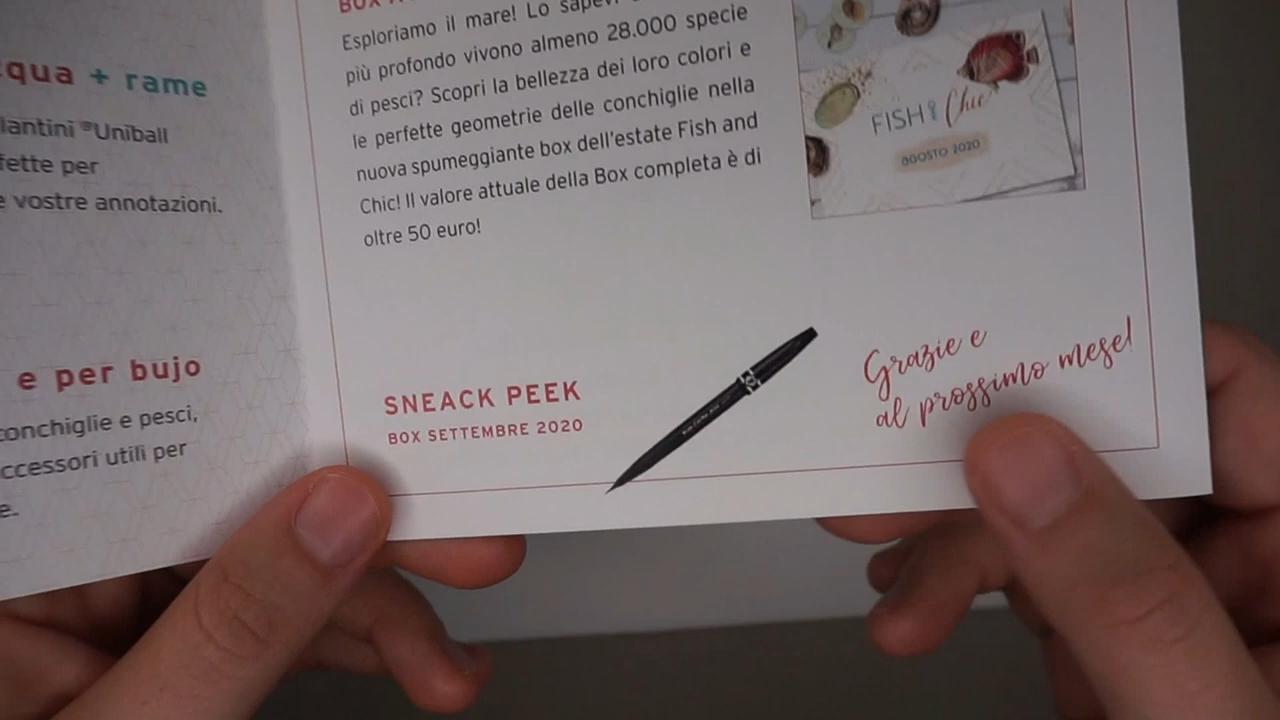 + rame
®Uniball
fette per
e vostre annotazioni.
e per bujo
conchiglie e pesci,
accessori utili per
e.
BOX
Esploriamo il mare! Lo sapevi
più profondo vivono almeno 28.000 specie
di pesci? Scopri la bellezza dei loro colori e
le perfette geometrie delle conchiglie nella
nuova spumeggiante box dell'estate Fish and
Chic! Il valore attuale della Box completa è di
oltre 50 euro!
FISH & Chic
AGOSTO 2020
SNEACK PEEK
BOX SETTEMBRE 2020
Grazie e
al prossimo mese!